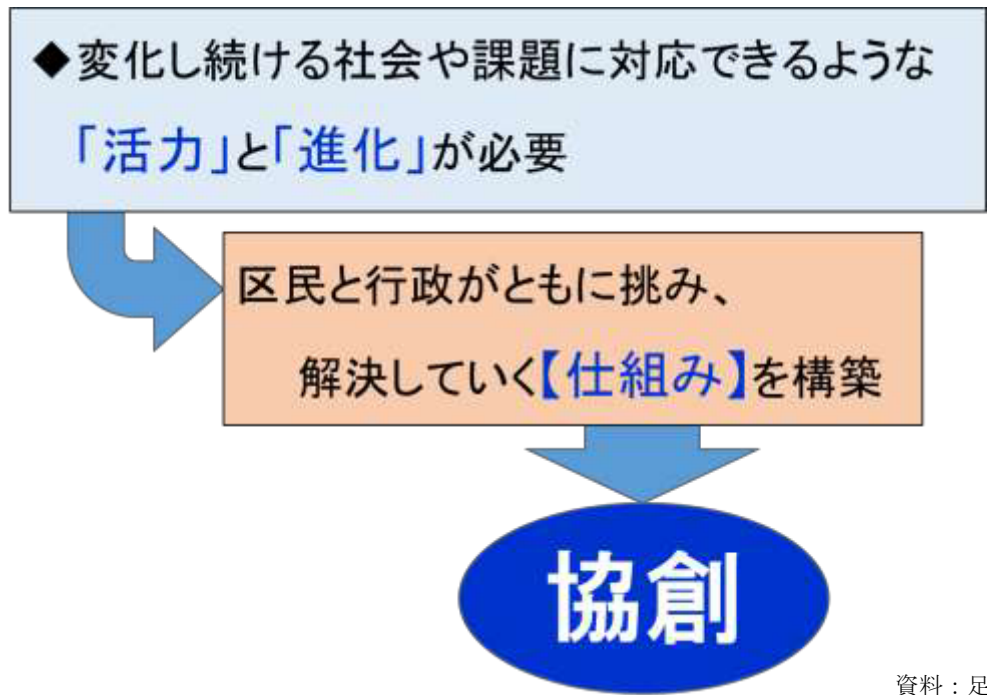 ◆変化し続ける社会や課題に対応できるような
「活力」と「進化」が必要
区民と行政がともに挑み、
解決していく【仕組み】を構築
協創
資料：足